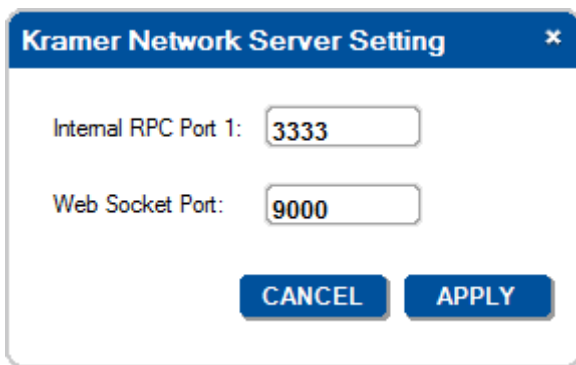 Kramer Network Server Setting ×
Internal RPC Port 1: 3333
Web Socket Port: 9000
CANCEL APPLY